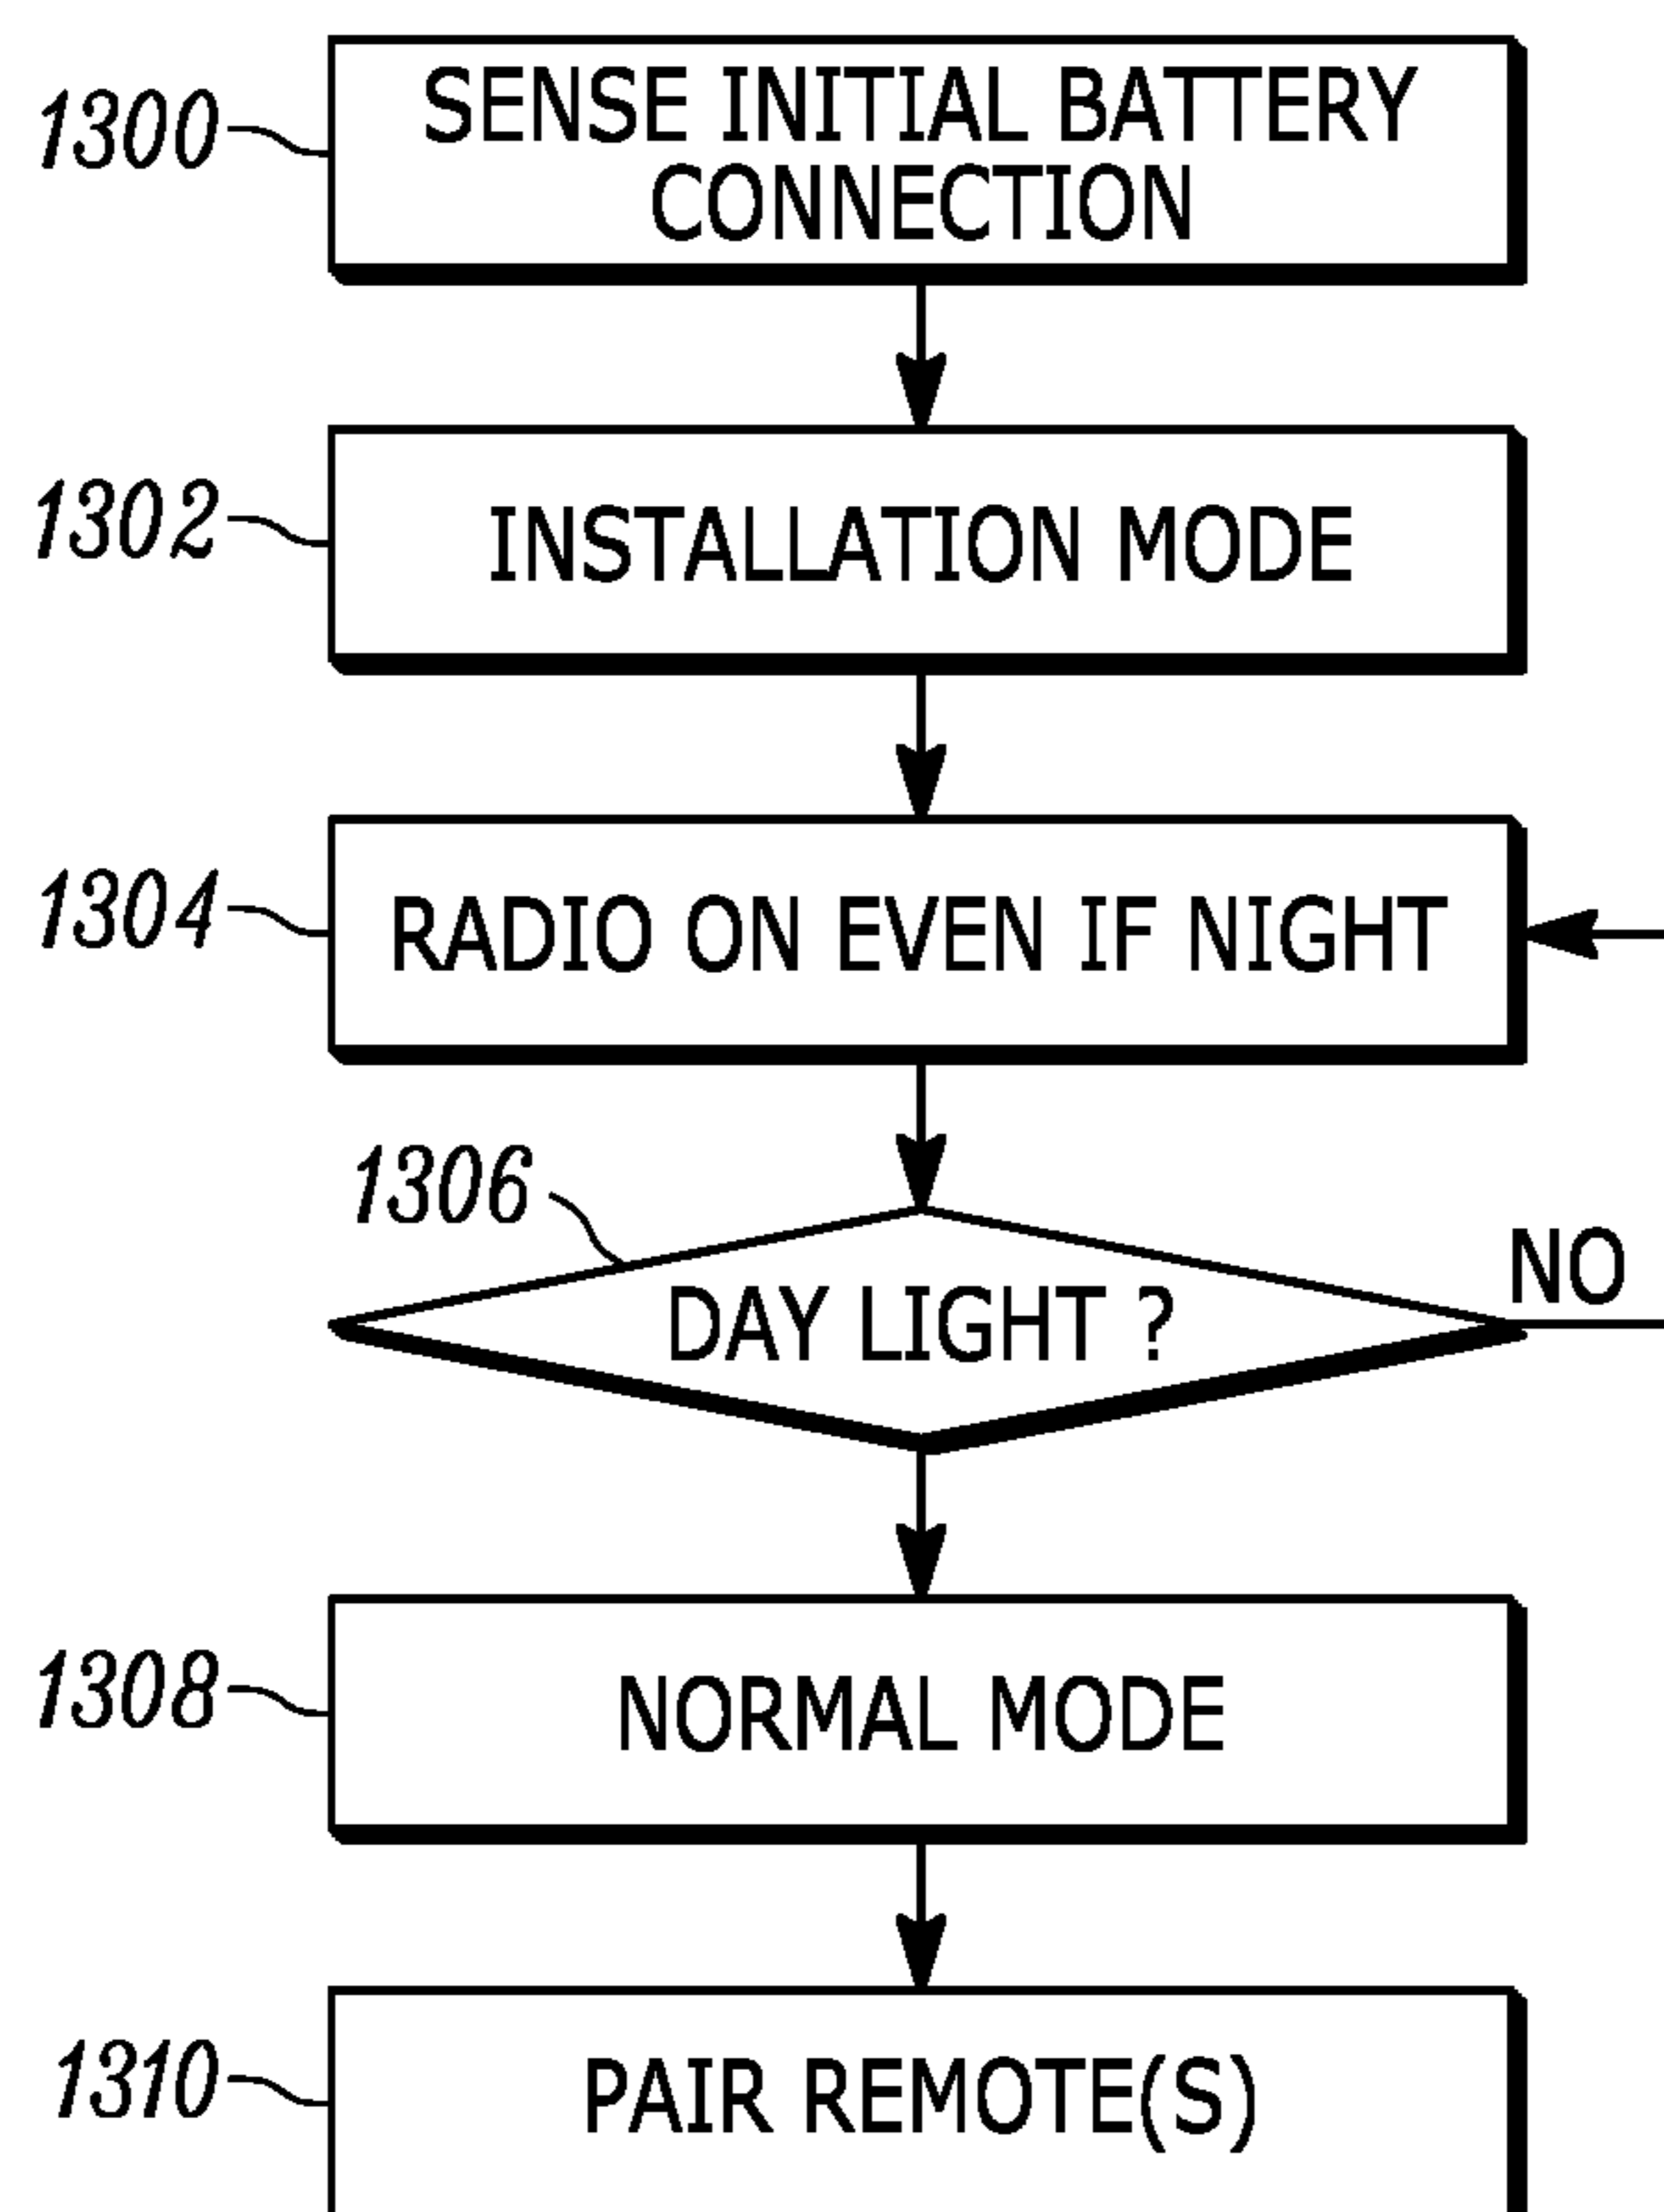 1300
SENSE INITIAL BATTERY
CONNECTION
1302
INSTALLATION MODE
1304
RADIO ON EVEN IF NIGHT
1306
DAY LIGHT ?
NO
1308
NORMAL MODE
1310
PAIR REMOTE(S)